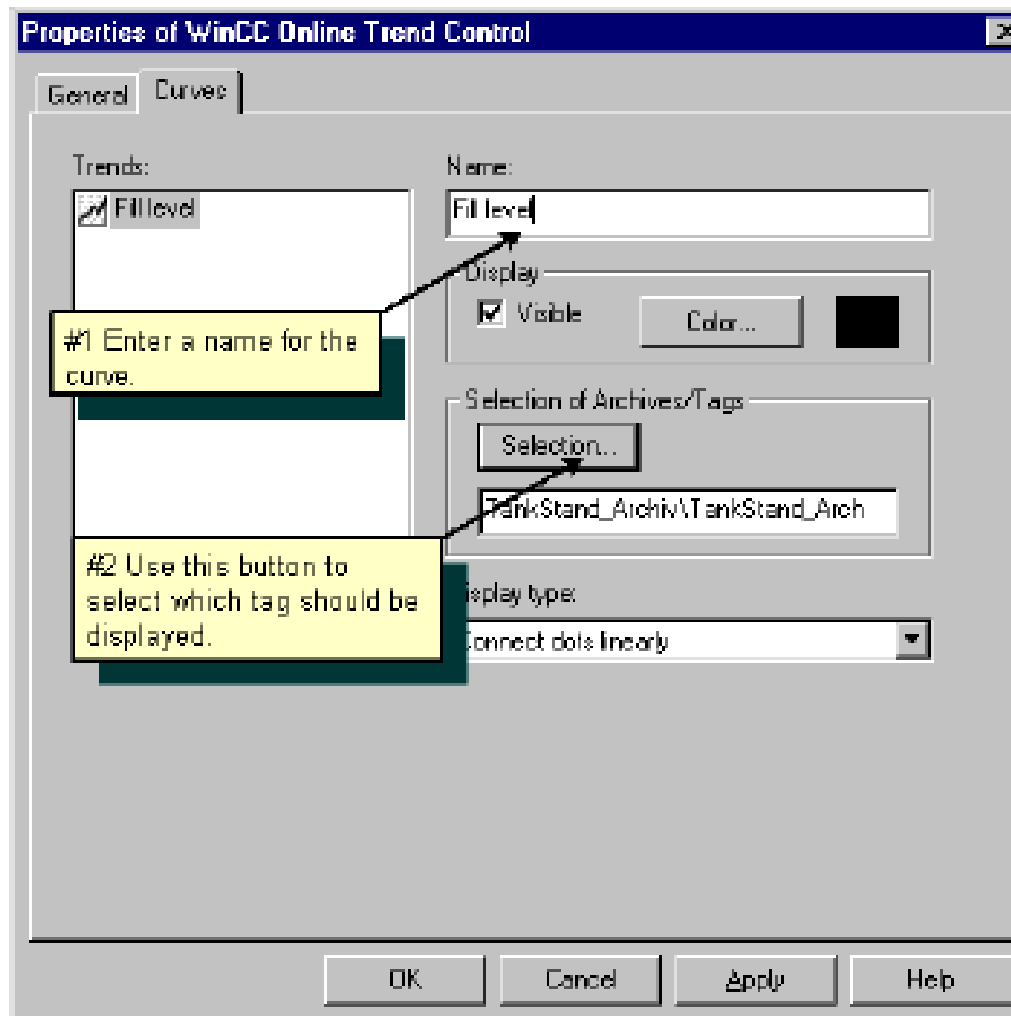 Properties of WinCC Online Trend Control
General Curves
Trends:
Fill level
Name:
Fill level
Display
Visible
Color...
#1 Enter a name for the
curve.
Selection of Archives/Tags
Selection...
TankStand_Archiv\TankStand_Arch
#2 Use this button to
select which tag should be
displayed.
isplay type:
Connect dots linearly
OK Cancel Apply Help